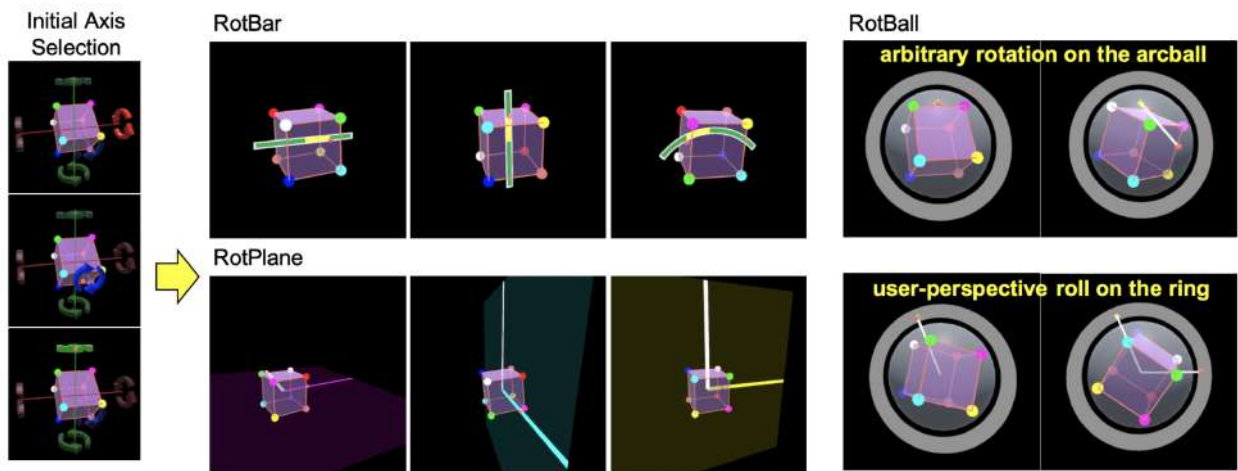 Initial Axis
Selection
RotBar
RotPlane
RotBall
arbitrary rotation on the arcball
user-perspective roll on the ring